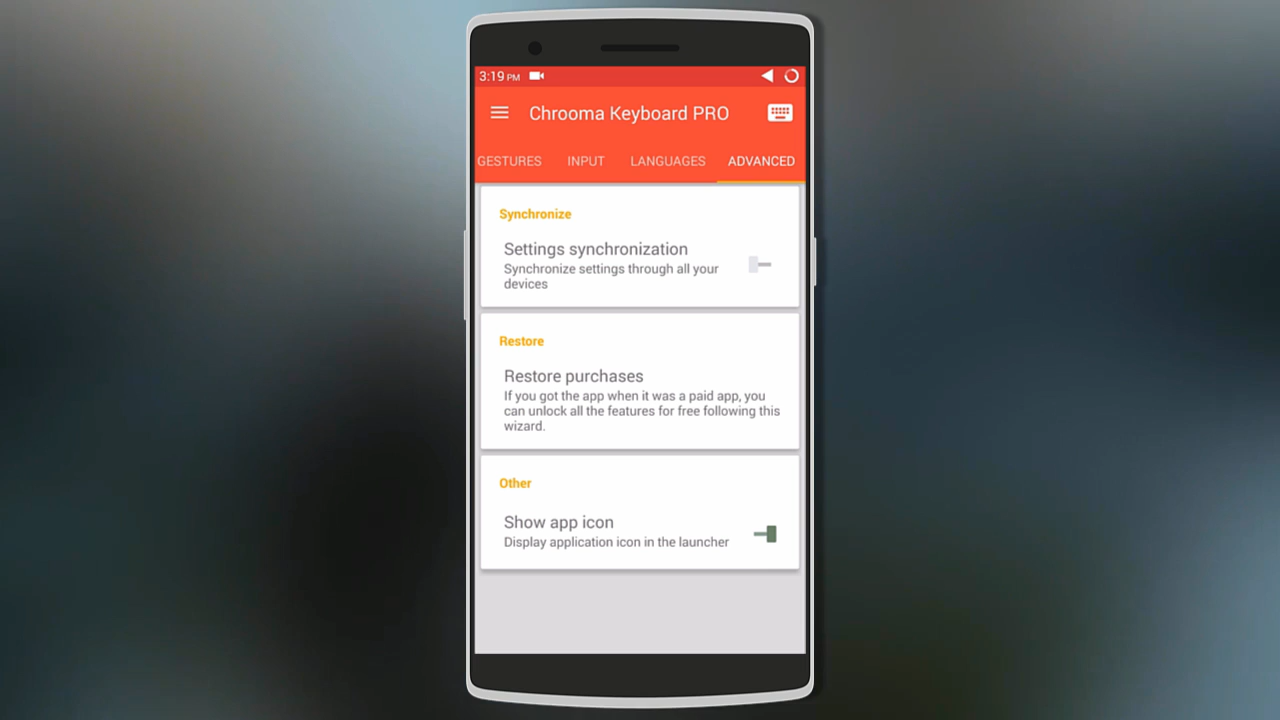 3:19 PM
Chrooma Keyboard PRO
GESTURES INPUT LANGUAGES ADVANCED
Synchronize
Settings synchronization
Synchronize settings through all your
devices
Restore
Restore purchases
If you got the app when it was a paid app, you
can unlock all the features for free following this
wizard.
Other
Show app icon
Display application icon in the launcher